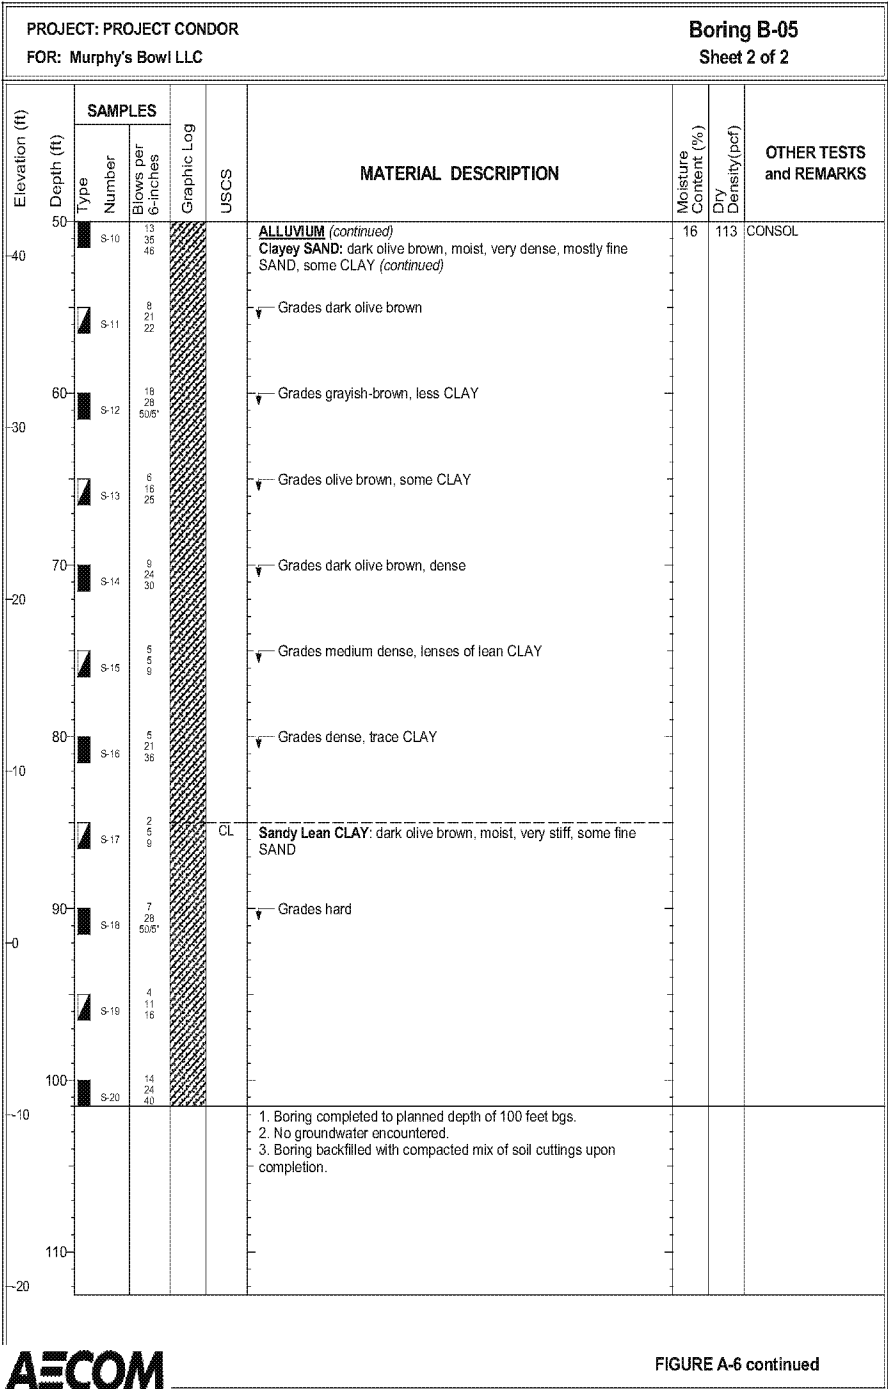 PROJECT: PROJECT CONDOR
FOR: Murphy's Bowl LLC
Boring B-05
Sheet 2 of 2
Elevation (ft)
Depth (ft)
SAMPLES
Type
Number
Blows per
6-inches
Graphic Log
USCS
MATERIAL DESCRIPTION
Moisture
Content (%)
Dry
Density(pcf)
OTHER TESTS
and REMARKS
50
S-10
13
35
46
ALLUVIUM (continued)
Clayey SAND: dark olive brown, moist, very dense, mostly fine
SAND, some CLAY (continued)
16
113
CONSOL
40
S-11
8
21
22
Grades dark olive brown
60
S-12
18
28
50/5"
Grades grayish-brown, less CLAY
30
S-13
6
16
25
Grades olive brown, some CLAY
70
S-14
9
24
30
Grades dark olive brown, dense
20
S-15
5
5
9
Grades medium dense, lenses of lean CLAY
80
S-16
5
21
36
Grades dense, trace CLAY
10
S-17
2
5
9
CL
Sandy Lean CLAY: dark olive brown, moist, very stiff, some fine
SAND
90
S-18
7
28
50/5"
Grades hard
0
S-19
4
11
16
100
S-20
14
24
40
-10
1. Boring completed to planned depth of 100 feet bgs.
2. No groundwater encountered.
3. Boring backfilled with compacted mix of soil cuttings upon
completion.
110
-20
AECOM
FIGURE A-6 continued